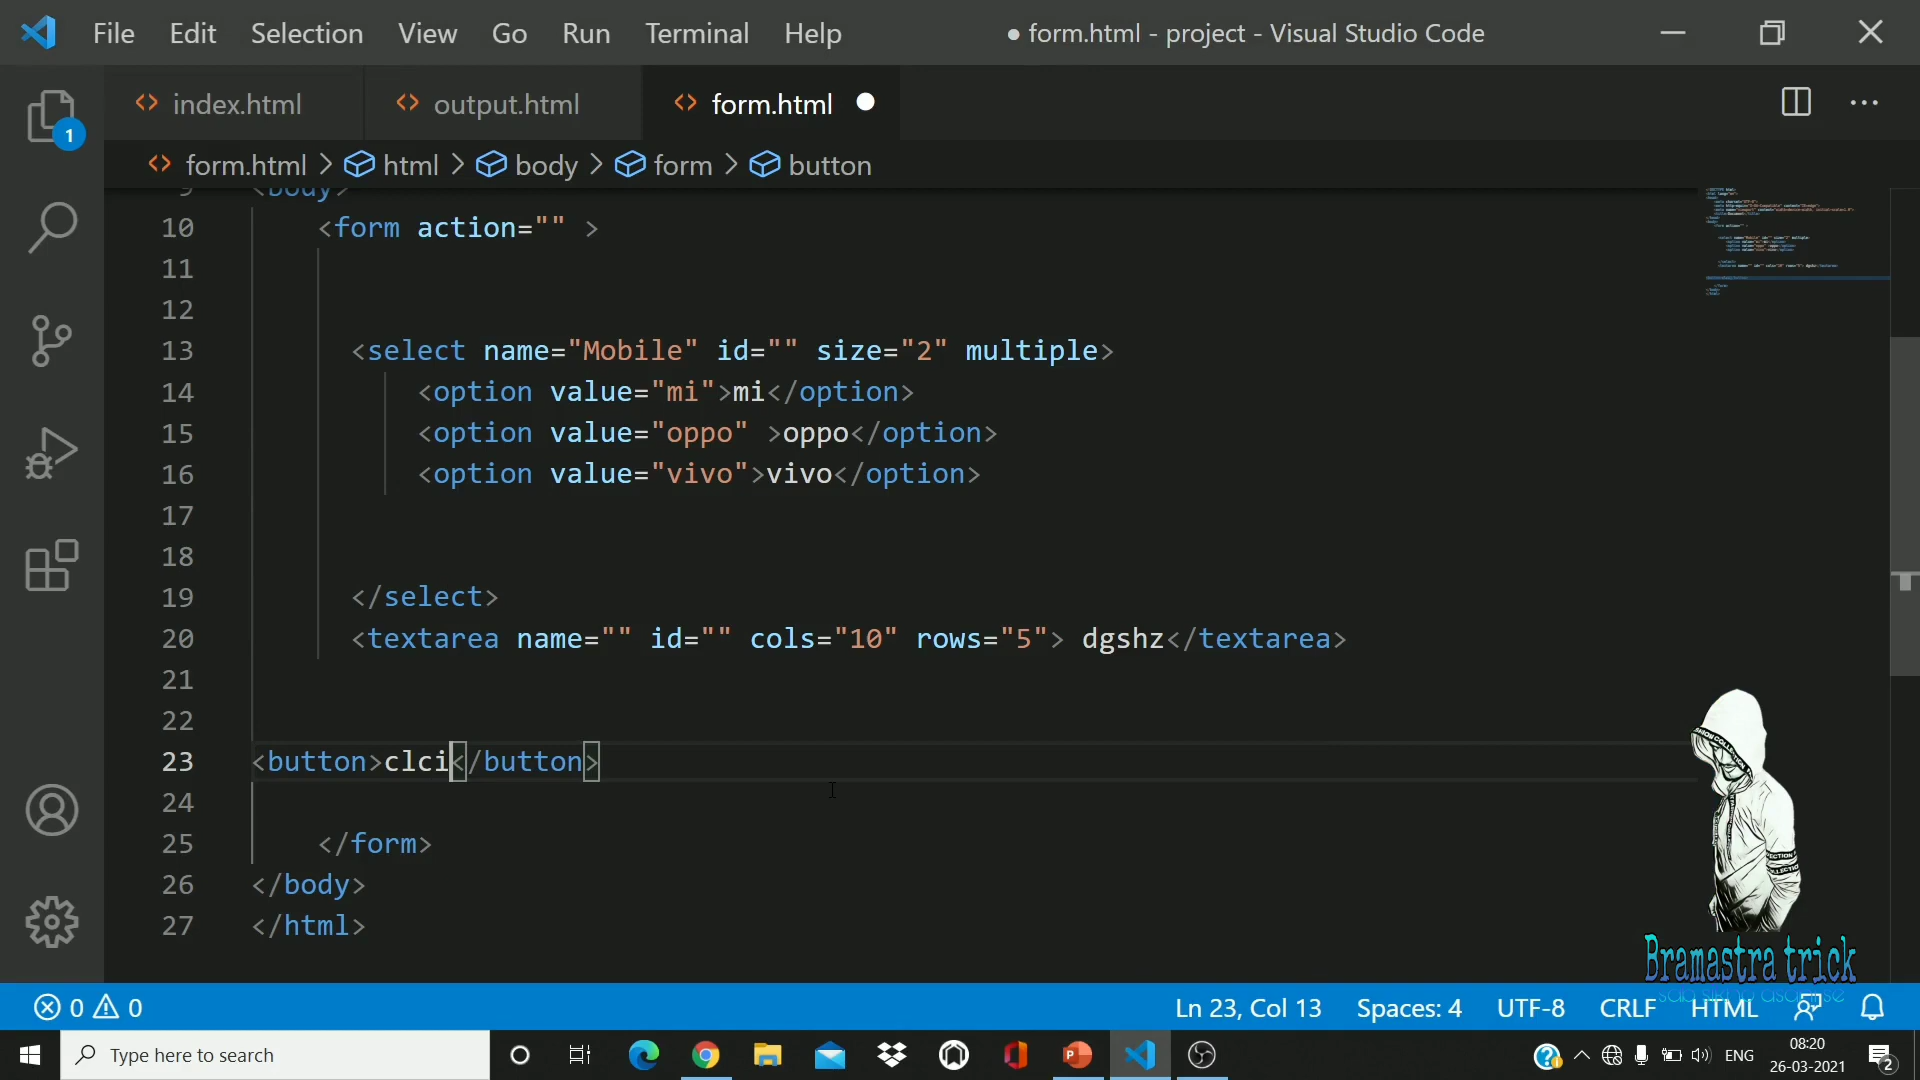 File Edit Selection View Go Run Terminal Help ● form.html - project - Visual Studio Code
index.html output.html form.html
1
form.html > html > body > form > button
9 <body>
10 <form action="" >
11
12
13 <select name="Mobile" id="" size="2" multiple>
14 <option value="mi">mi</option>
15 <option value="oppo" >oppo</option>
16 <option value="vivo">vivo</option>
17
18
19 </select>
20 <textarea name="" id="" cols="10" rows="5"> dgshz</textarea>
21
22
23 <button>clci</button>
24
25 </form>
26 </body>
27 </html>
Bramastra trick
0 0 Ln 23, Col 13 Spaces: 4 UTF-8 CRLF HTML
Type here to search
ENG
08:20
26-03-2021
2